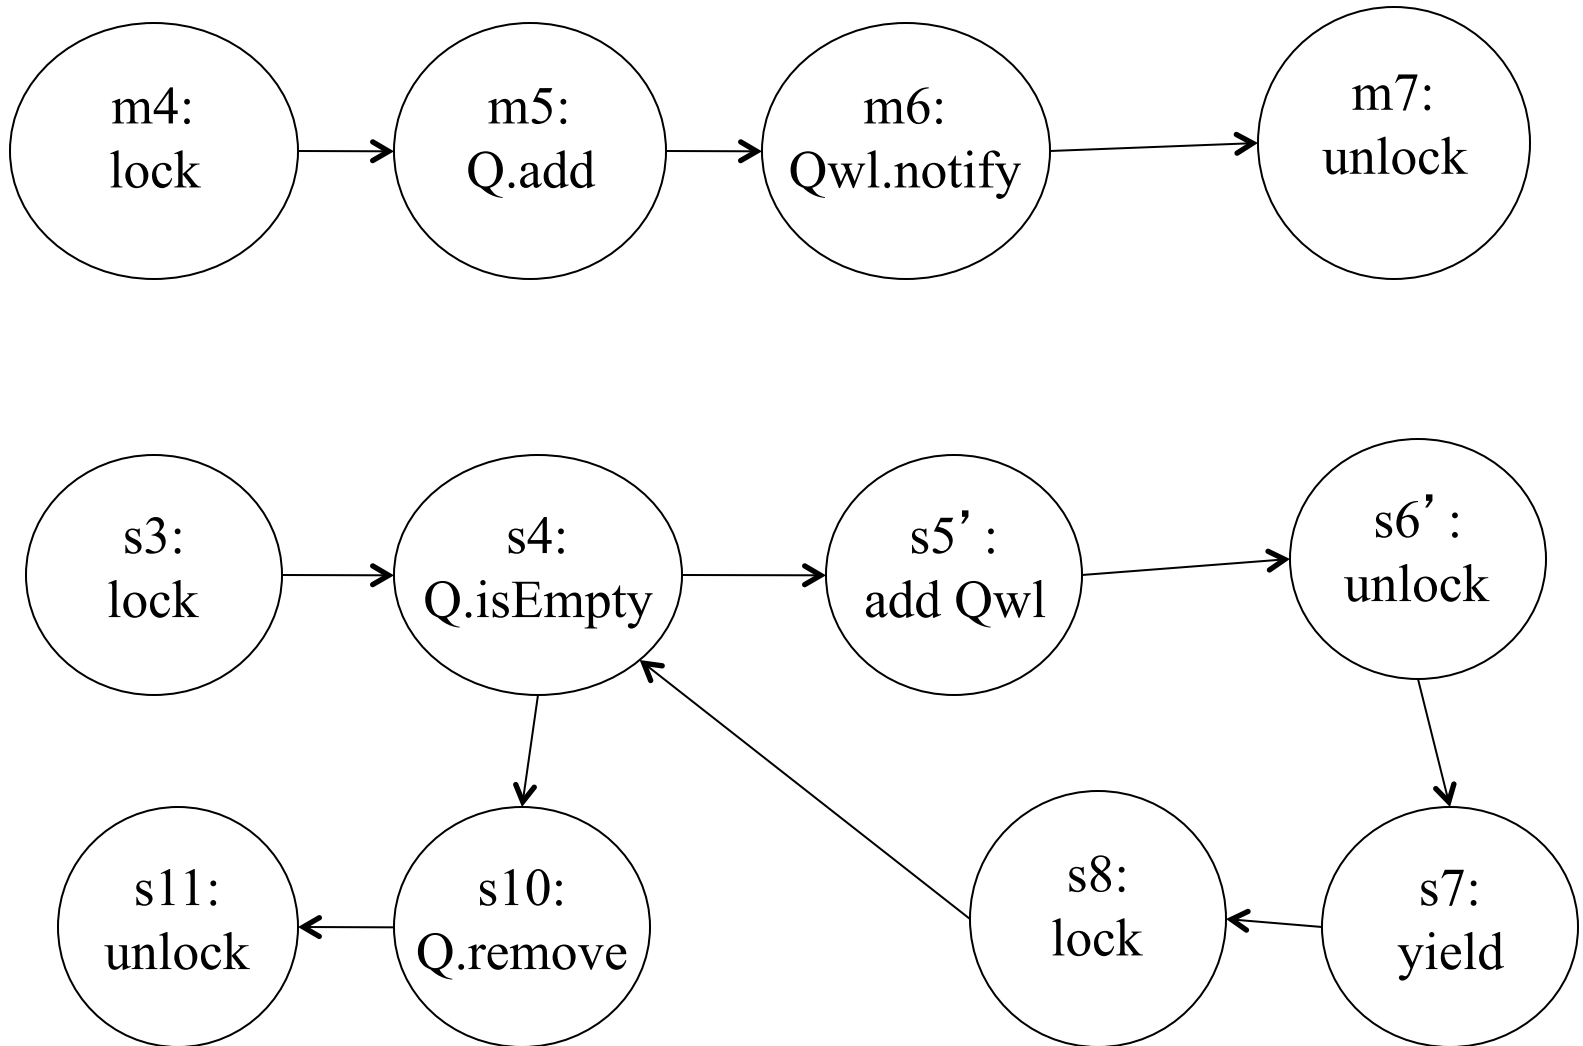 m4:
lock
m5:
Q.add
m6:
Qwl.notify
m7:
unlock
s3:
lock
s4:
Q.isEmpty
s5’:
add Qwl
s6’:
unlock
s11:
unlock
s10:
Q.remove
s8:
lock
s7:
yield